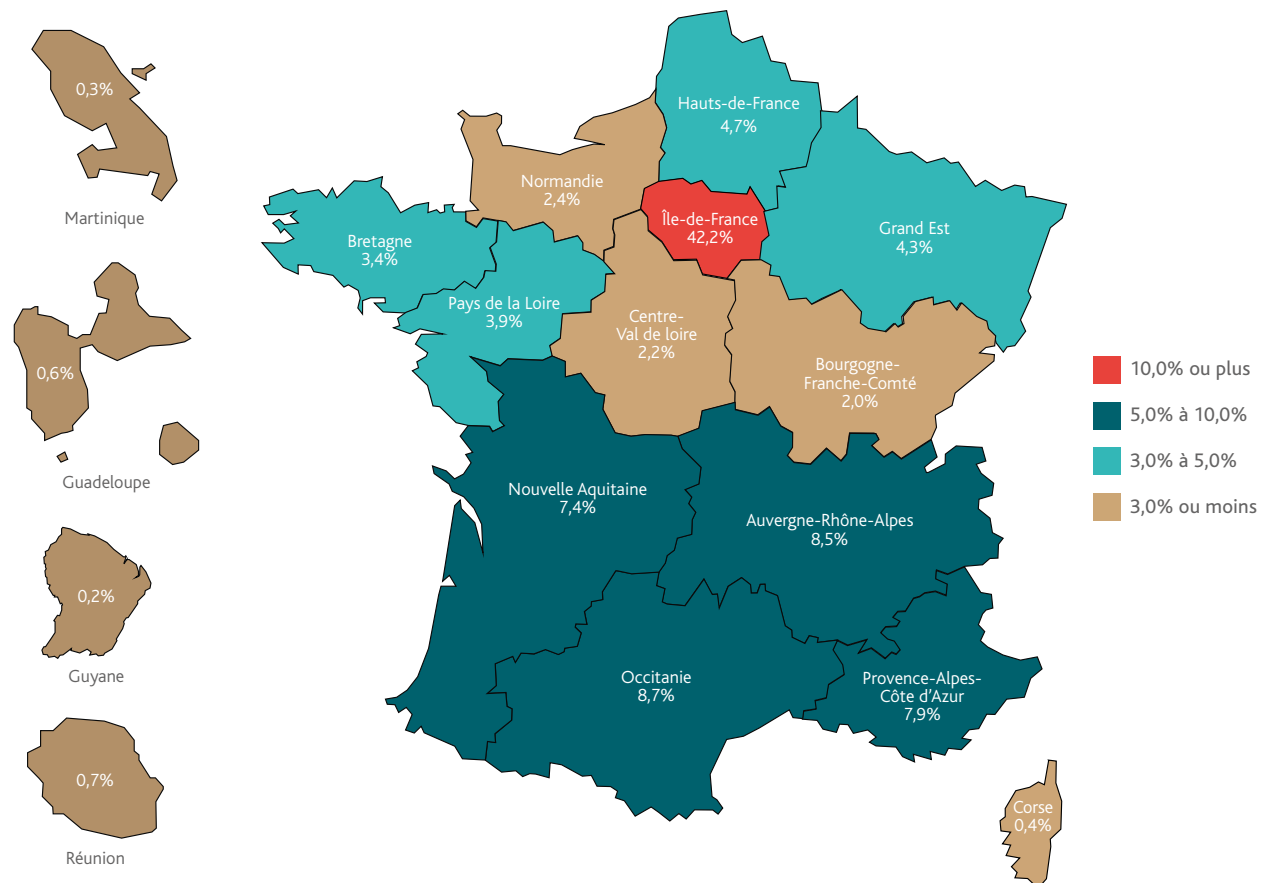 0,3%
Martinique
0,6%
Guadeloupe
0,2%
Guyane
0,7%
Réunion
Hauts-de-France
4,7%
Normandie
2,4%
Île-de-France
42,2%
Grand Est
4,3%
Bretagne
3,4%
Pays de la Loire
3,9%
Centre-
Val de loire
2,2%
Bourgogne-
Franche-Comté
2,0%
Nouvelle Aquitaine
7,4%
Auvergne-Rhône-Alpes
8,5%
Occitanie
8,7%
Provence-Alpes-
Côte d'Azur
7,9%
Corse
0,4%
10,0% ou plus
5,0% à 10,0%
3,0% à 5,0%
3,0% ou moins